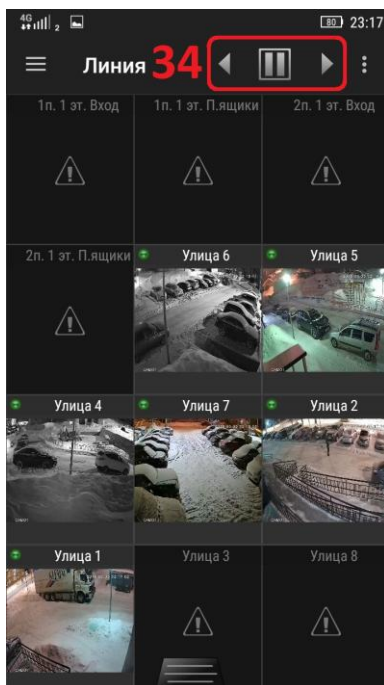 4G 2 80 23:17
Линия 34
1п. 1 эт. Вход 1п. 1 эт. П.ящики 2п. 1 эт. Вход
2п. 1 эт. П.ящики Улица 6 Улица 5
Улица 4 Улица 7 Улица 2
Улица 1 Улица 3 Улица 8